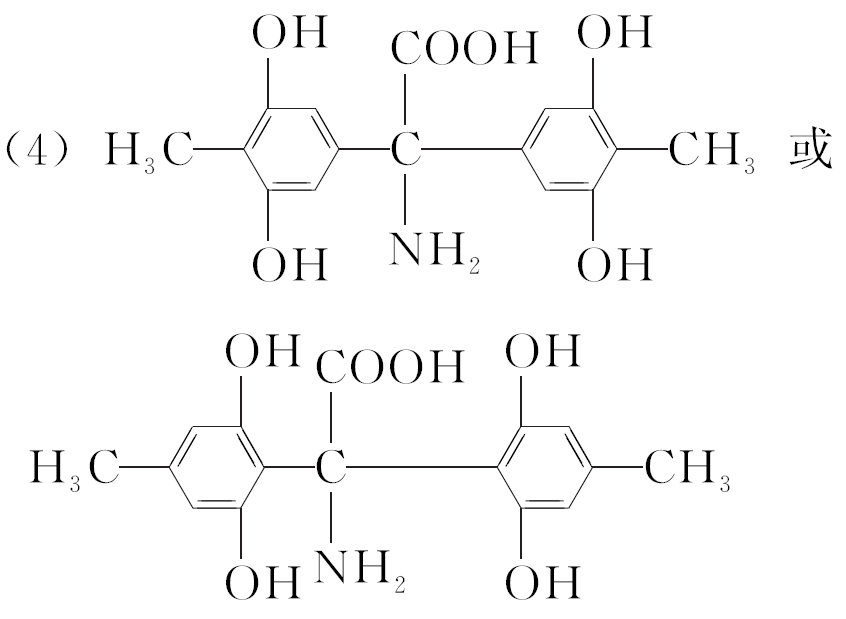 OH COOH OH
(4) H₃C C CH₃ 或
OH NH₂ OH
OH COOH OH
H₃C C CH₃
OH NH₂ OH